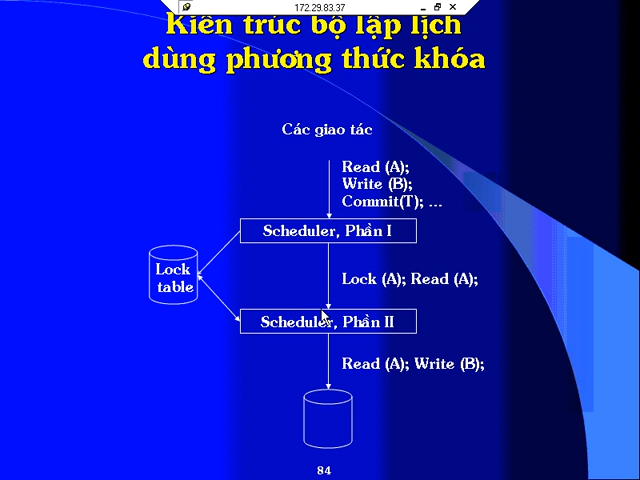 172.29.83.37
Kiến trúc bộ lập lịch
dùng phương thức khóa
Các giao tác
Read (A);
Write (B);
Commit(T); ...
Scheduler, Phần I
Lock
table
Lock (A); Read (A);
Scheduler, Phần II
Read (A); Write (B);
84